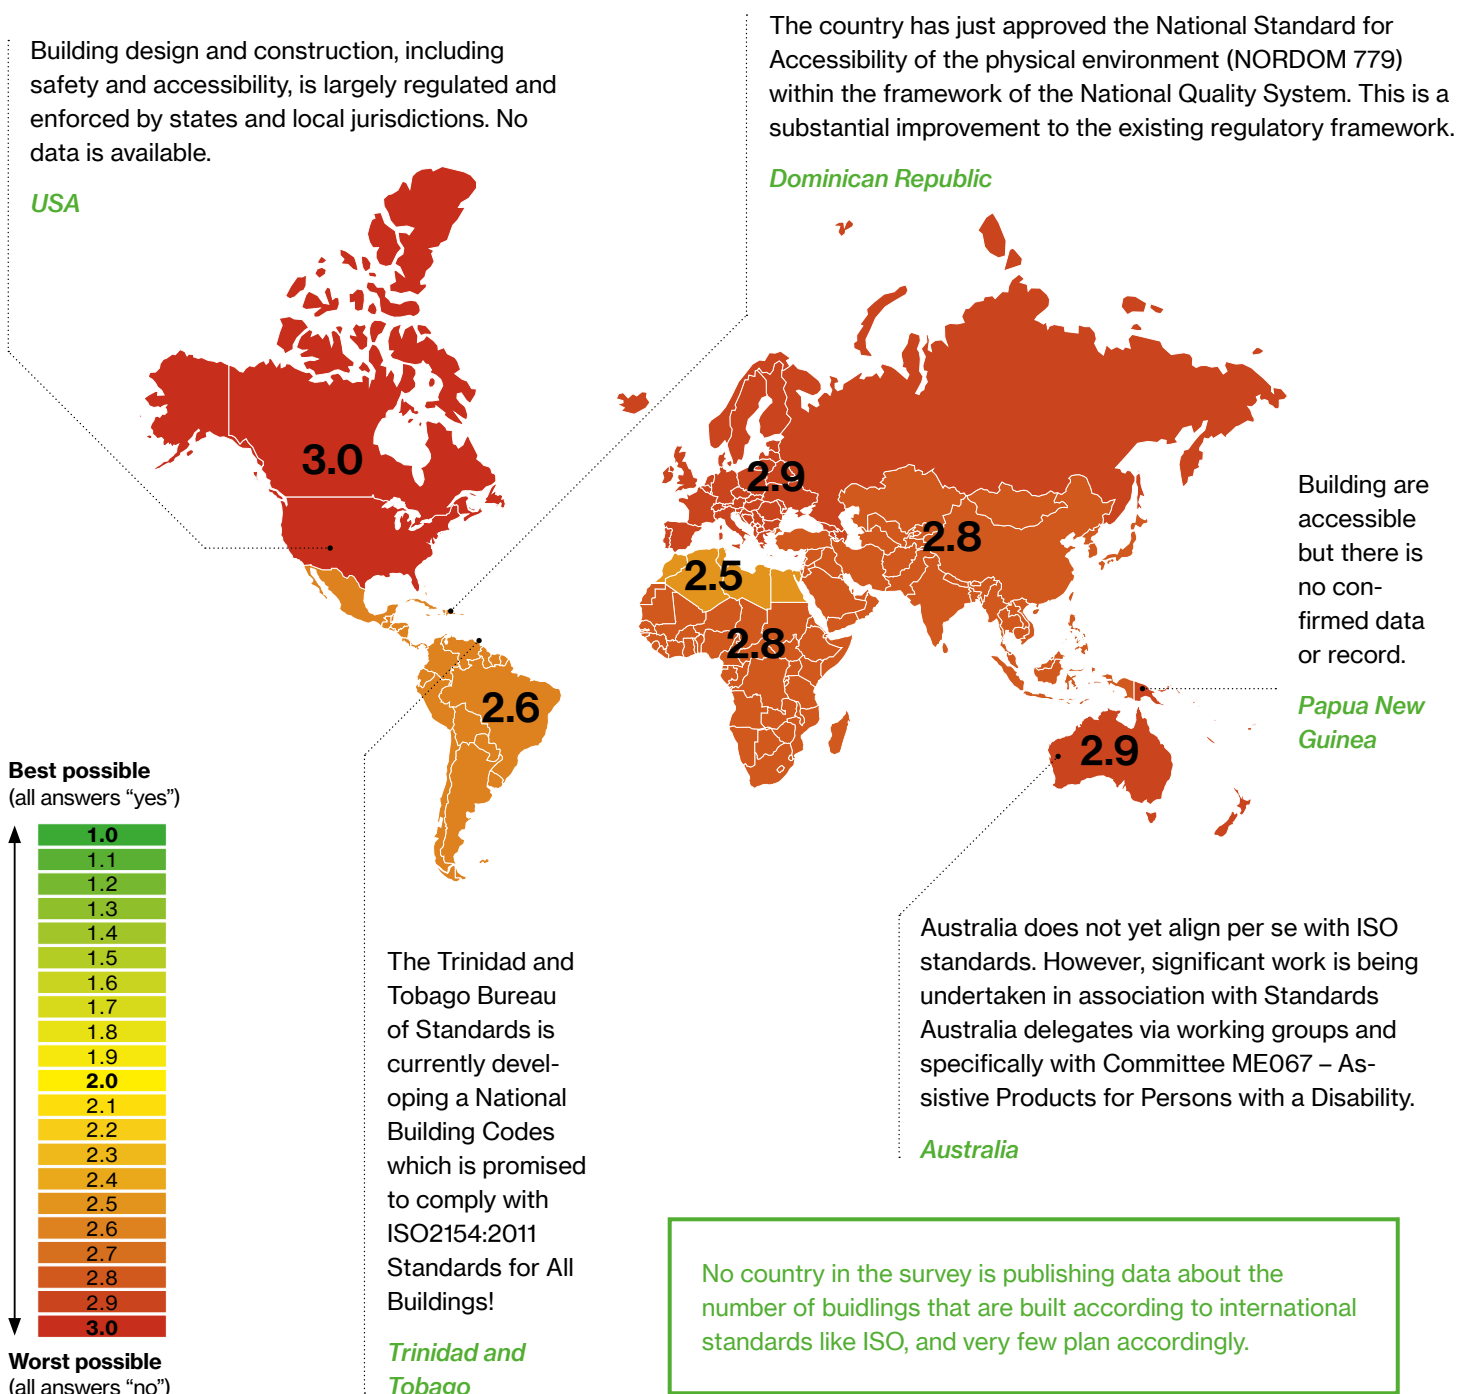 Building design and construction, including
safety and accessibility, is largely regulated and
enforced by states and local jurisdictions. No
data is available.
USA
The country has just approved the National Standard for
Accessibility of the physical environment (NORDOM 779)
within the framework of the National Quality System. This is a
substantial improvement to the existing regulatory framework.
Dominican Republic
3.0
2.9
2.8
2.5
2.8
2.6
2.9
Building are
accessible
but there is
no con-
firmed data
or record.
Papua New
Guinea
Best possible
(all answers “yes”)
1.0
1.1
1.2
1.3
1.4
1.5
1.6
1.7
1.8
1.9
2.0
2.1
2.2
2.3
2.4
2.5
2.6
2.7
2.8
2.9
3.0
Worst possible
(all answers “no”)
The Trinidad and
Tobago Bureau
of Standards is
currently devel-
oping a National
Building Codes
which is promised
to comply with
ISO2154:2011
Standards for All
Buildings!
Trinidad and
Tobago
Australia does not yet align per se with ISO
standards. However, significant work is being
undertaken in association with Standards
Australia delegates via working groups and
specifically with Committee ME067 – As-
sistive Products for Persons with a Disability.
Australia
No country in the survey is publishing data about the
number of buidlings that are built according to international
standards like ISO, and very few plan accordingly.